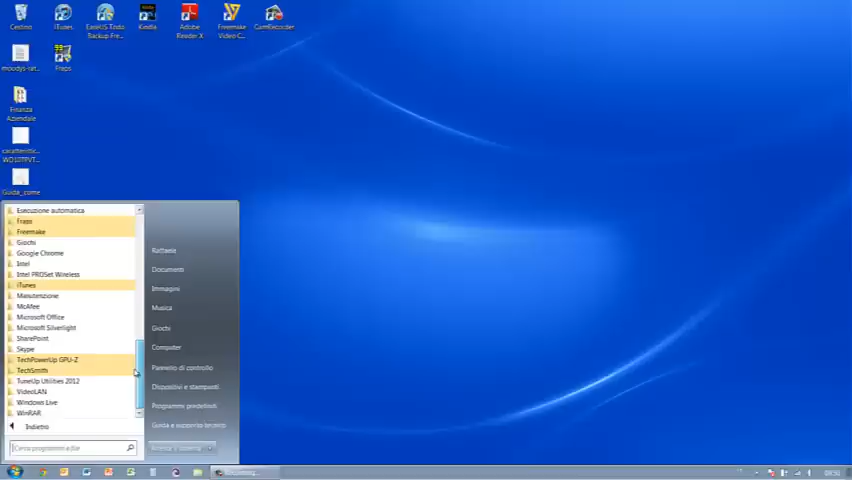 Cestino
iTunes
EaseUS Todo
Backup Fre...
Kindle
Adobe
Reader X
Freemake
Video C...
CamRecorder
Fraps
Finanza
Aziendale
caratteristic...
Guida_come
Esecuzione automatica
Fraps
Freemake
Giochi
Google Chrome
Intel
Intel PROSet Wireless
iTunes
Manutenzione
McAfee
Microsoft Office
Microsoft Silverlight
SharePoint
Skype
TechPowerUp GPU-Z
TechSmith
TuneUp Utilities 2012
VideoLAN
Windows Live
WinRAR
Indietro
Cerca programmi e file
Raffaele
Documenti
Immagini
Musica
Giochi
Computer
Pannello di controllo
Dispositivi e stampanti
Programmi predefiniti
Guida e supporto tecnico